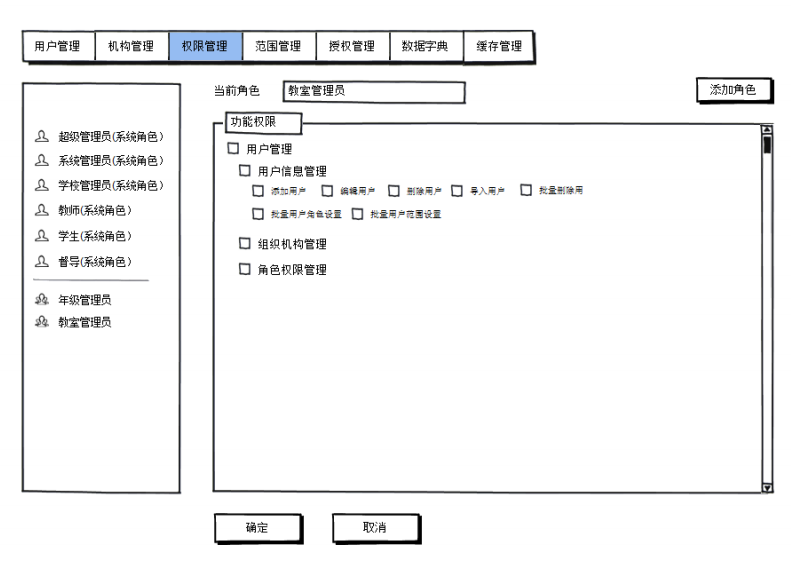 用户管理 机构管理 权限管理 范围管理 授权管理 数据字典 缓存管理
当前角色 教室管理员 添加角色
功能权限
用户管理
用户信息管理
添加用户 编辑用户 删除用户 导入用户 批量删除用
批量用户角色设置 批量用户范围设置
组织机构管理
角色权限管理
超级管理员(系统角色)
系统管理员(系统角色)
学校管理员(系统角色)
教师(系统角色)
学生(系统角色)
督导(系统角色)
年级管理员
教室管理员
确定 取消